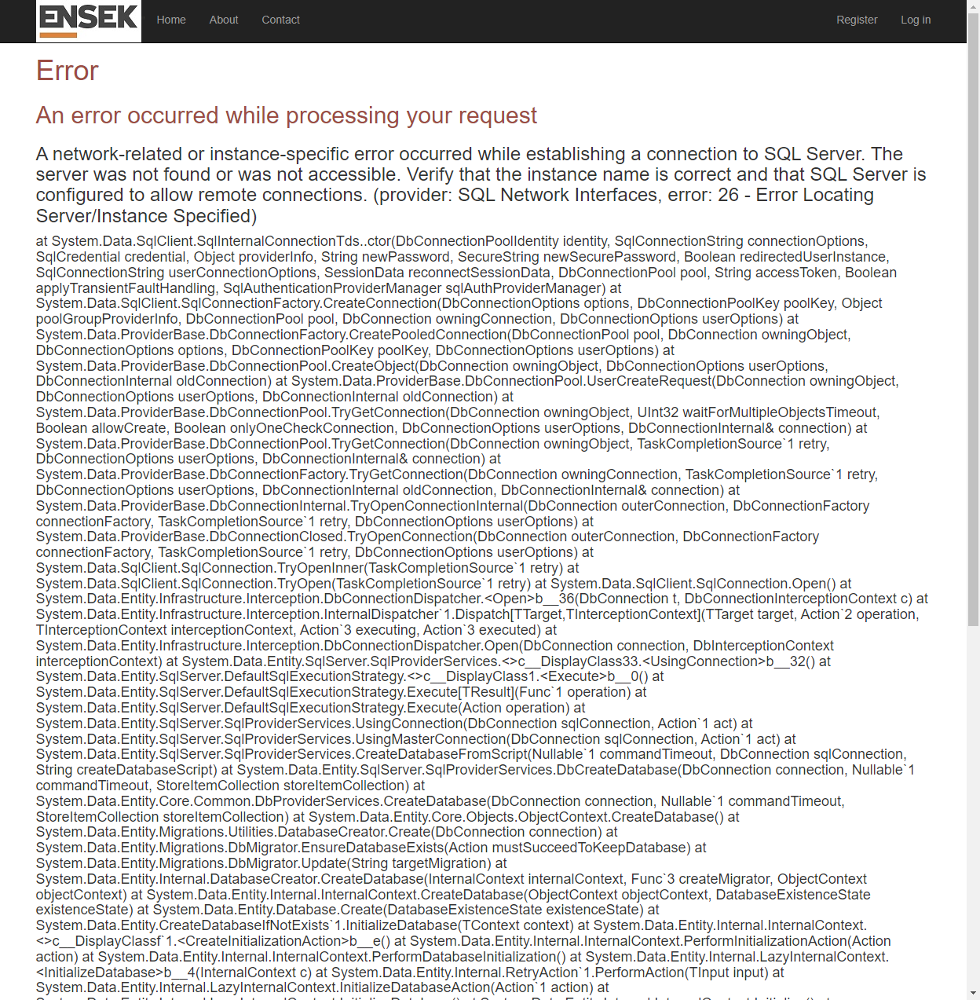 ENSEK
Home About Contact Register Log in
Error
An error occurred while processing your request
A network-related or instance-specific error occurred while establishing a connection to SQL Server. The
server was not found or was not accessible. Verify that the instance name is correct and that SQL Server is
configured to allow remote connections. (provider: SQL Network Interfaces, error: 26 - Error Locating
Server/Instance Specified)
at System.Data.SqlClient.SqlInternalConnectionTds..ctor(DbConnectionPoolIdentity identity, SqlConnectionString connectionOptions,
SqlCredential credential, Object providerInfo, String newPassword, SecureString newSecurePassword, Boolean redirectedUserInstance,
SqlConnectionString userConnectionOptions, SessionData reconnectSessionData, DbConnectionPool pool, String accessToken, Boolean
applyTransientFaultHandling, SqlAuthenticationProviderManager sqlAuthProviderManager) at
System.Data.SqlClient.SqlConnectionFactory.CreateConnection(DbConnectionOptions options, DbConnectionPoolKey poolKey, Object
poolGroupProviderInfo, DbConnectionPool pool, DbConnection owningConnection, DbConnectionOptions userOptions) at
System.Data.ProviderBase.DbConnectionFactory.CreatePooledConnection(DbConnectionPool pool, DbConnection owningObject,
DbConnectionOptions options, DbConnectionPoolKey poolKey, DbConnectionOptions userOptions) at
System.Data.ProviderBase.DbConnectionPool.CreateObject(DbConnection owningObject, DbConnectionOptions userOptions,
DbConnectionInternal oldConnection) at System.Data.ProviderBase.DbConnectionPool.UserCreateRequest(DbConnection owningObject,
DbConnectionOptions userOptions, DbConnectionInternal oldConnection) at
System.Data.ProviderBase.DbConnectionPool.TryGetConnection(DbConnection owningObject, UInt32 waitForMultipleObjectsTimeout,
Boolean allowCreate, Boolean onlyOneCheckConnection, DbConnectionOptions userOptions, DbConnectionInternal& connection) at
System.Data.ProviderBase.DbConnectionPool.TryGetConnection(DbConnection owningObject, TaskCompletionSource`1 retry,
DbConnectionOptions userOptions, DbConnectionInternal& connection) at
System.Data.ProviderBase.DbConnectionFactory.TryGetConnection(DbConnection owningConnection, TaskCompletionSource`1 retry,
DbConnectionOptions userOptions, DbConnectionInternal oldConnection, DbConnectionInternal& connection) at
System.Data.ProviderBase.DbConnectionInternal.TryOpenConnectionInternal(DbConnection outerConnection, DbConnectionFactory
connectionFactory, TaskCompletionSource`1 retry, DbConnectionOptions userOptions) at
System.Data.ProviderBase.DbConnectionClosed.TryOpenConnection(DbConnection outerConnection, DbConnectionFactory
connectionFactory, TaskCompletionSource`1 retry, DbConnectionOptions userOptions) at
System.Data.SqlClient.SqlConnection.TryOpenInner(TaskCompletionSource`1 retry) at
System.Data.SqlClient.SqlConnection.TryOpen(TaskCompletionSource`1 retry) at System.Data.SqlClient.SqlConnection.Open() at
System.Data.Entity.Infrastructure.Interception.DbConnectionDispatcher.<Open>b__36(DbConnection t, DbConnectionInterceptionContext c) at
System.Data.Entity.Infrastructure.Interception.InternalDispatcher`1.Dispatch[TTarget,TInterceptionContext](TTarget target, Action`2 operation,
TInterceptionContext interceptionContext, Action`3 executing, Action`3 executed) at
System.Data.Entity.Infrastructure.Interception.DbConnectionDispatcher.Open(DbConnection connection, DbInterceptionContext
interceptionContext) at System.Data.Entity.SqlServer.SqlProviderServices.<>c__DisplayClass33.<UsingConnection>b__32() at
System.Data.Entity.SqlServer.DefaultSqlExecutionStrategy.<>c__DisplayClass1.<Execute>b__0() at
System.Data.Entity.SqlServer.DefaultSqlExecutionStrategy.Execute[TResult](Func`1 operation) at
System.Data.Entity.SqlServer.DefaultSqlExecutionStrategy.Execute(Action operation) at
System.Data.Entity.SqlServer.SqlProviderServices.UsingConnection(DbConnection sqlConnection, Action`1 act) at
System.Data.Entity.SqlServer.SqlProviderServices.UsingMasterConnection(DbConnection sqlConnection, Action`1 act) at
System.Data.Entity.SqlServer.SqlProviderServices.CreateDatabaseFromScript(Nullable`1 commandTimeout, DbConnection sqlConnection,
String createDatabaseScript) at System.Data.Entity.SqlServer.SqlProviderServices.DbCreateDatabase(DbConnection connection, Nullable`1
commandTimeout, StoreItemCollection storeItemCollection) at
System.Data.Entity.Core.Common.DbProviderServices.CreateDatabase(DbConnection connection, Nullable`1 commandTimeout,
StoreItemCollection storeItemCollection) at System.Data.Entity.Core.Objects.ObjectContext.CreateDatabase() at
System.Data.Entity.Migrations.Utilities.DatabaseCreator.Create(DbConnection connection) at
System.Data.Entity.Migrations.DbMigrator.EnsureDatabaseExists(Action mustSucceedToKeepDatabase) at
System.Data.Entity.Migrations.DbMigrator.Update(String targetMigration) at
System.Data.Entity.Internal.DatabaseCreator.CreateDatabase(InternalContext internalContext, Func`3 createMigrator, ObjectContext
objectContext) at System.Data.Entity.Internal.InternalContext.CreateDatabase(ObjectContext objectContext, DatabaseExistenceState
existenceState) at System.Data.Entity.Database.Create(DatabaseExistenceState existenceState) at
System.Data.Entity.CreateDatabaseIfNotExists`1.InitializeDatabase(TContext context) at System.Data.Entity.Internal.InternalContext.
<>c__DisplayClassf`1.<CreateInitializationAction>b__e() at System.Data.Entity.Internal.InternalContext.PerformInitializationAction(Action
action) at System.Data.Entity.Internal.InternalContext.PerformDatabaseInitialization() at System.Data.Entity.Internal.LazyInternalContext.
<InitializeDatabase>b__4(InternalContext c) at System.Data.Entity.Internal.RetryAction`1.PerformAction(TInput input) at
System.Data.Entity.Internal.LazyInternalContext.InitializeDatabaseAction(Action`1 action) at